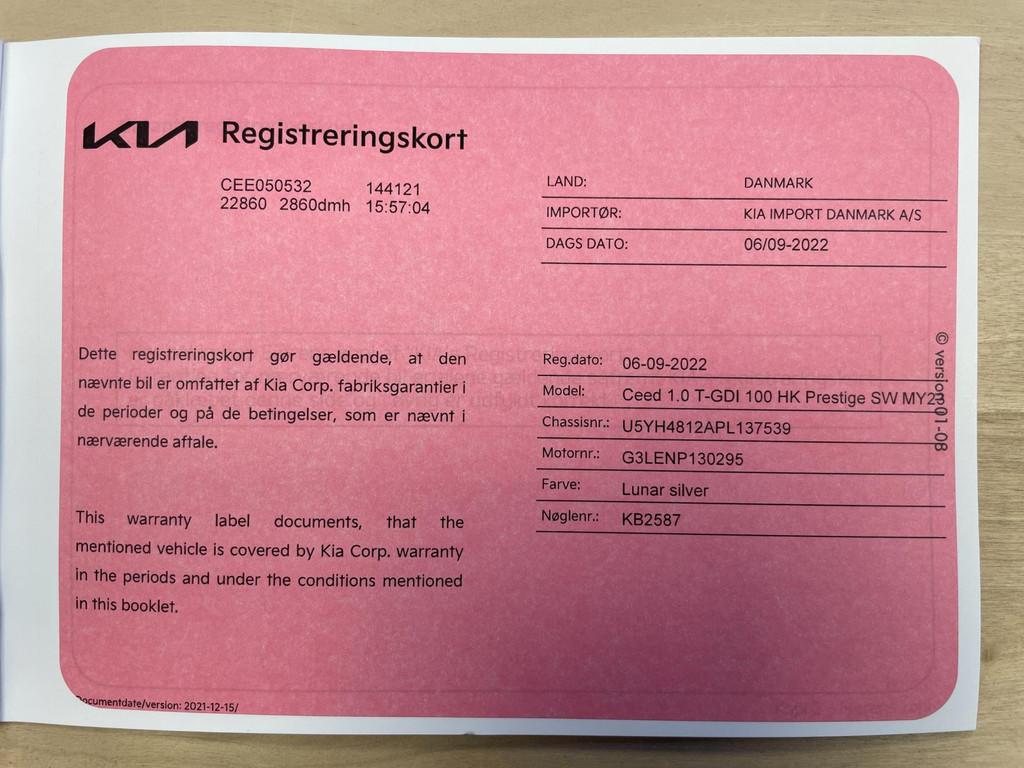 KIA Registreringskort
CEE050532 144121
22860 2860dmh 15:57:04
LAND: DANMARK
IMPORTØR: KIA IMPORT DANMARK A/S
DAGS DATO: 06/09-2022
Dette registreringskort gør gældende, at den
nævnte bil er omfattet af Kia Corp. fabriksgarantier i
de perioder og på de betingelser, som er nævnt i
nærværende aftale.
This warranty label documents, that the
mentioned vehicle is covered by Kia Corp. warranty
in the periods and under the conditions mentioned
in this booklet.
Reg.dato: 06-09-2022
Model: Ceed 1.0 T-GDI 100 HK Prestige SW MY23
Chassisnr.: U5YH4812APL137539
Motornr.: G3LENP130295
Farve: Lunar silver
Nøglenr.: KB2587
© version 01-08
Documentdate/version: 2021-12-15/